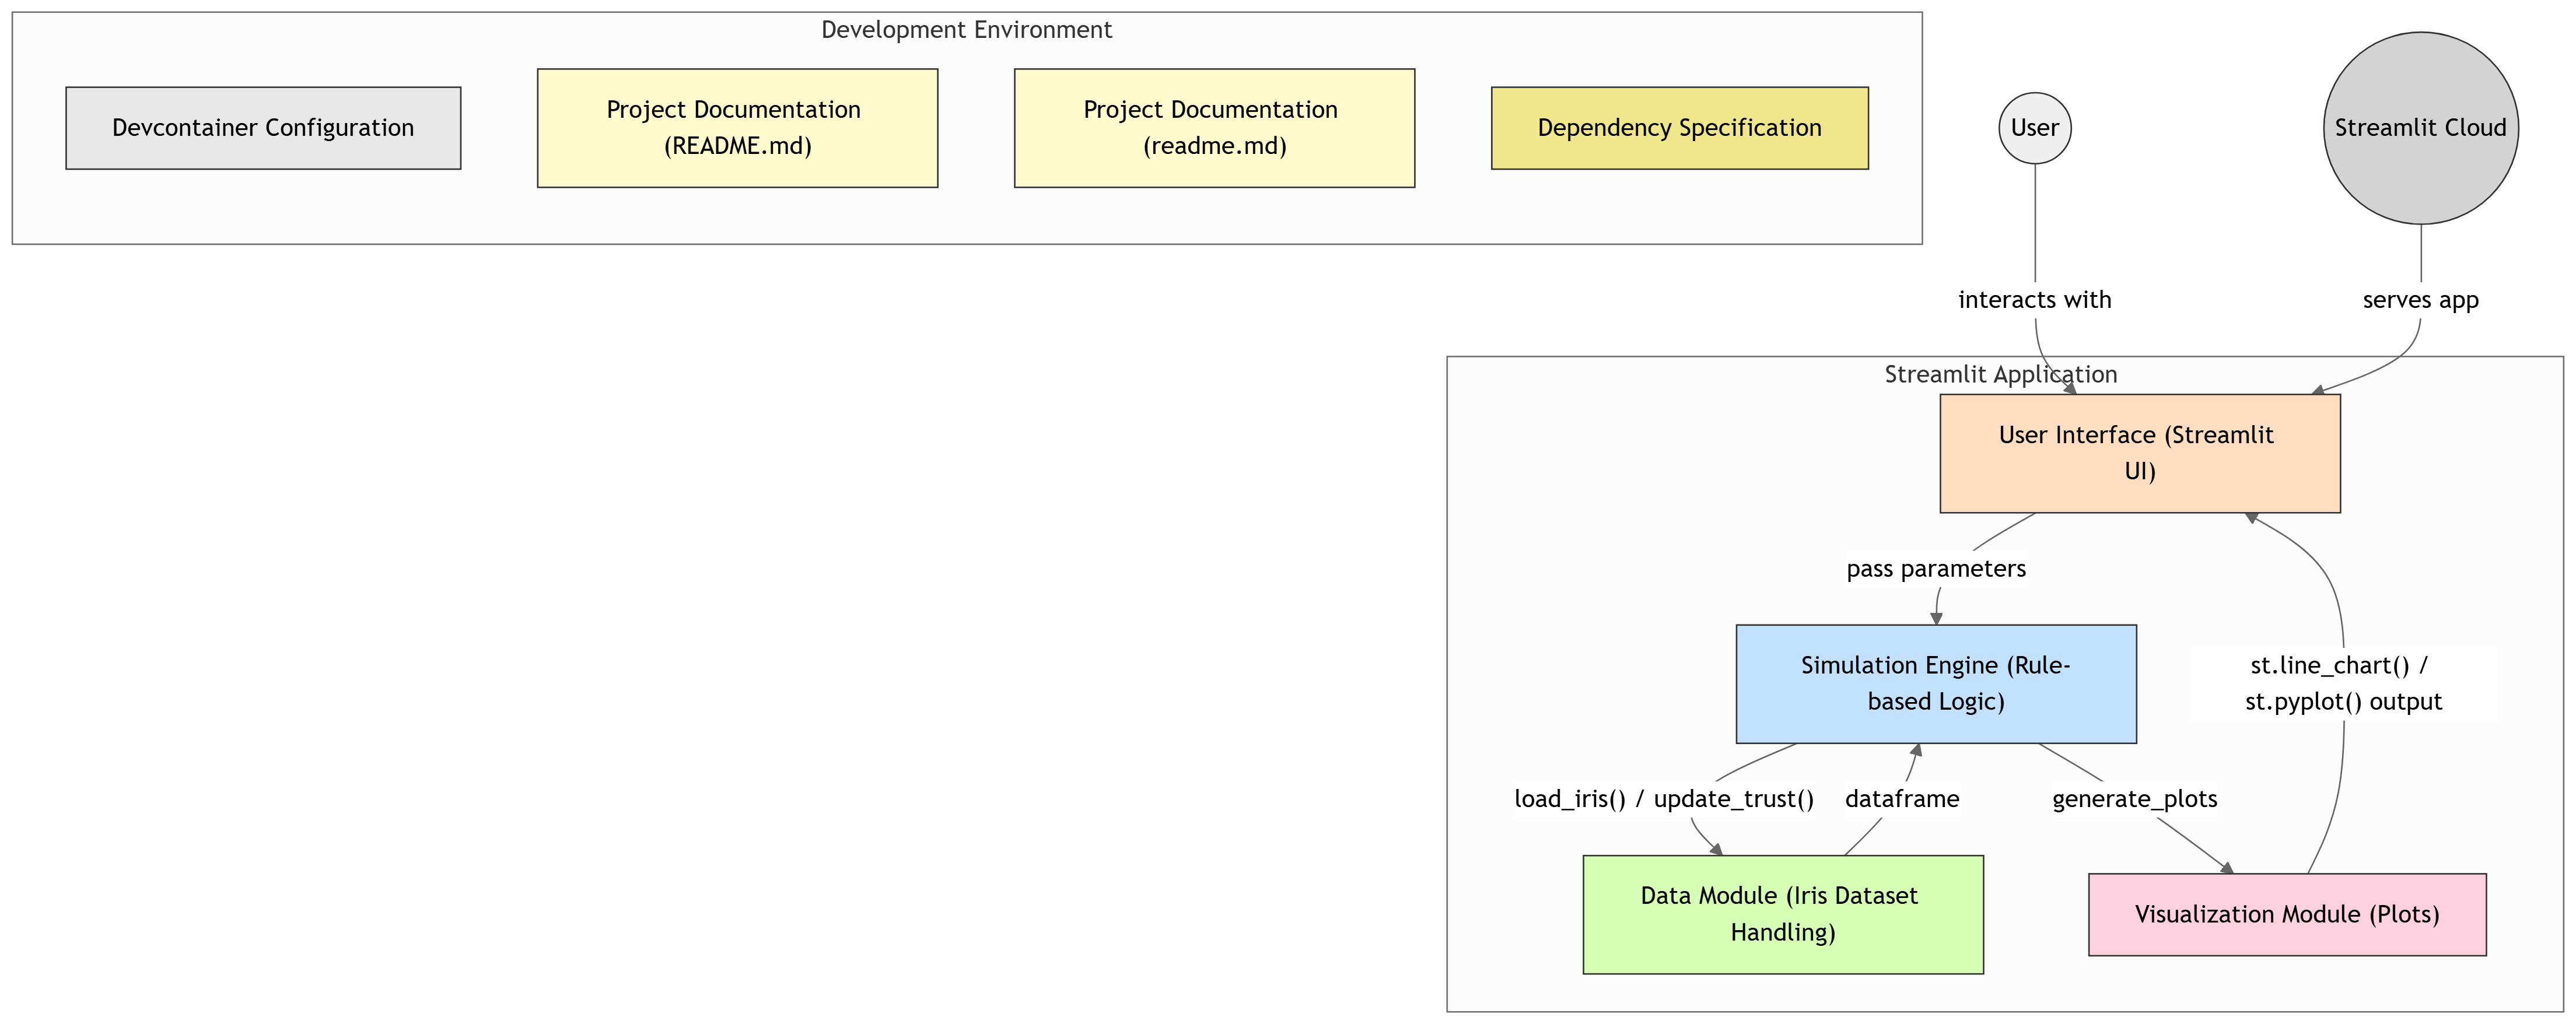 Development Environment
Devcontainer Configuration
Project Documentation
(README.md)
Project Documentation
(readme.md)
Dependency Specification
User
Streamlit Cloud
interacts with
serves app
Streamlit Application
User Interface (Streamlit
UI)
pass parameters
Simulation Engine (Rule-
based Logic)
st.line_chart() /
st.pyplot() output
load_iris() / update_trust()
dataframe
generate_plots
Data Module (Iris Dataset
Handling)
Visualization Module (Plots)